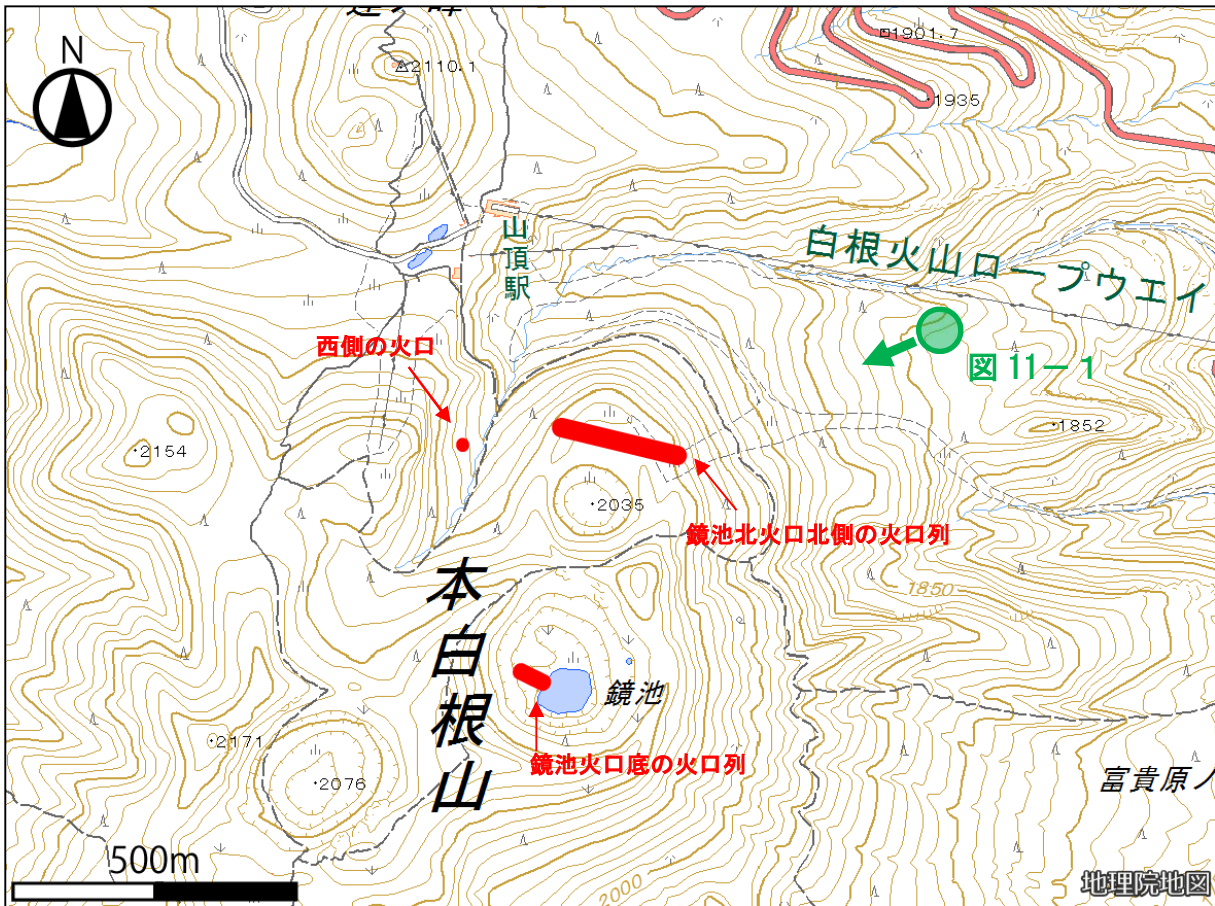 N
2110.1
1901.7
1935
山頂駅
白根火山ロープウエイ
西側の火口
図 11－1
2154
1852
2035
鏡池北火口北側の火口列
1850
本白根山
鏡池
2171
鏡池火口底の火口列
2076
富貴原ノ
500m
2000
地理院地図